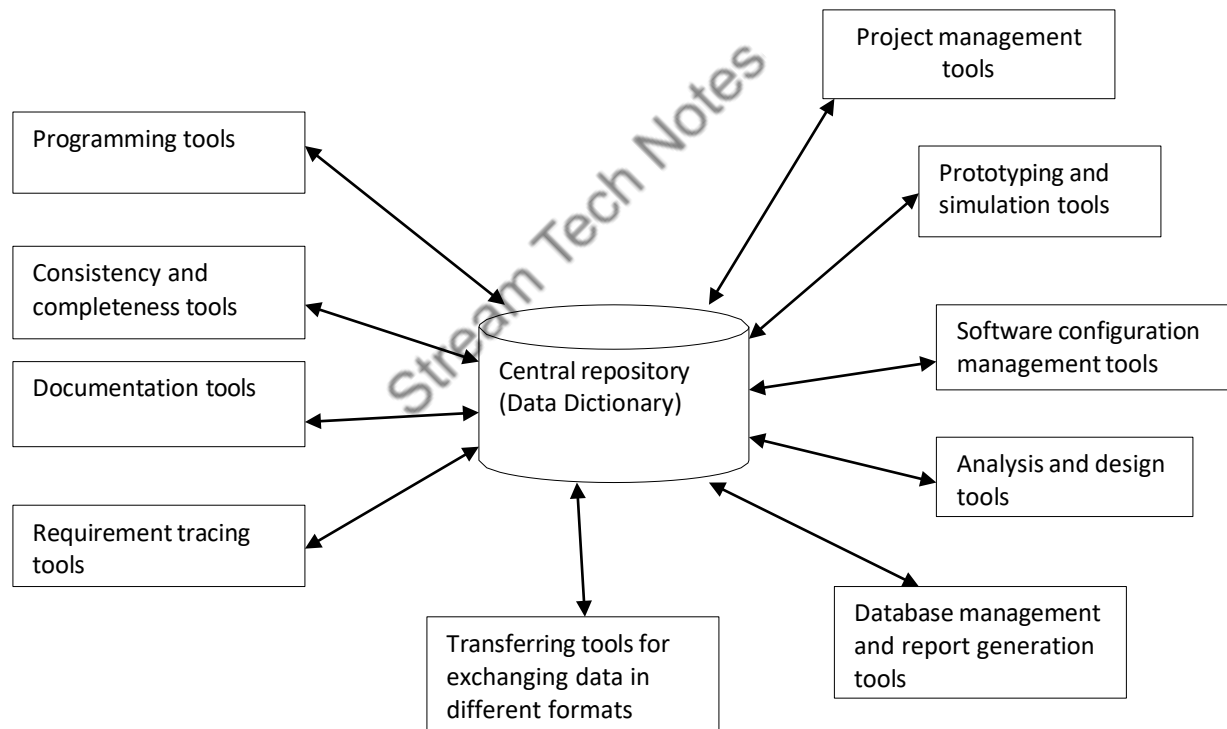 Project management
tools
Programming tools
Prototyping and
simulation tools
Consistency and
completeness tools
Software configuration
management tools
Central repository
(Data Dictionary)
Documentation tools
Analysis and design
tools
Requirement tracing
tools
Database management
and report generation
tools
Transferring tools for
exchanging data in
different formats
Stream Tech Notes